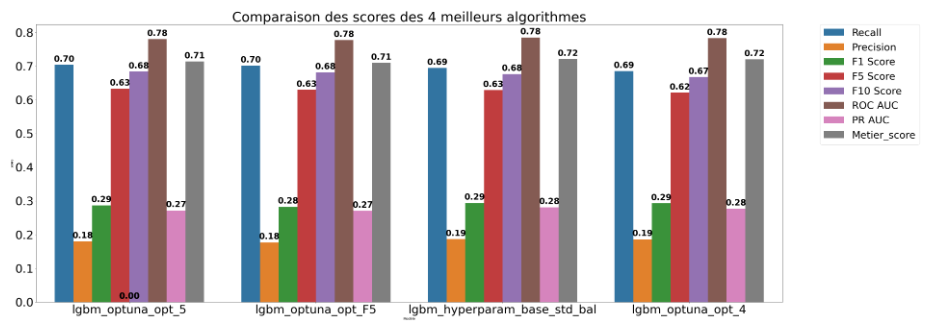 Comparaison des scores des 4 meilleurs algorithmes
0.8
0.7
0.6
0.5
0.4
0.3
0.2
0.1
0.0
0.70 0.18 0.29 0.63 0.68 0.78 0.27 0.71
0.00
0.70 0.18 0.28 0.63 0.68 0.78 0.27 0.71
0.69 0.19 0.29 0.63 0.68 0.78 0.28 0.72
0.69 0.19 0.29 0.62 0.67 0.78 0.28 0.72
lgbm_optuna_opt_5 lgbm_optuna_opt_F5 lgbm_hyperparam_base_std_bal lgbm_optuna_opt_4
Recall
Precision
F1 Score
F5 Score
F10 Score
ROC AUC
PR AUC
Metier_score